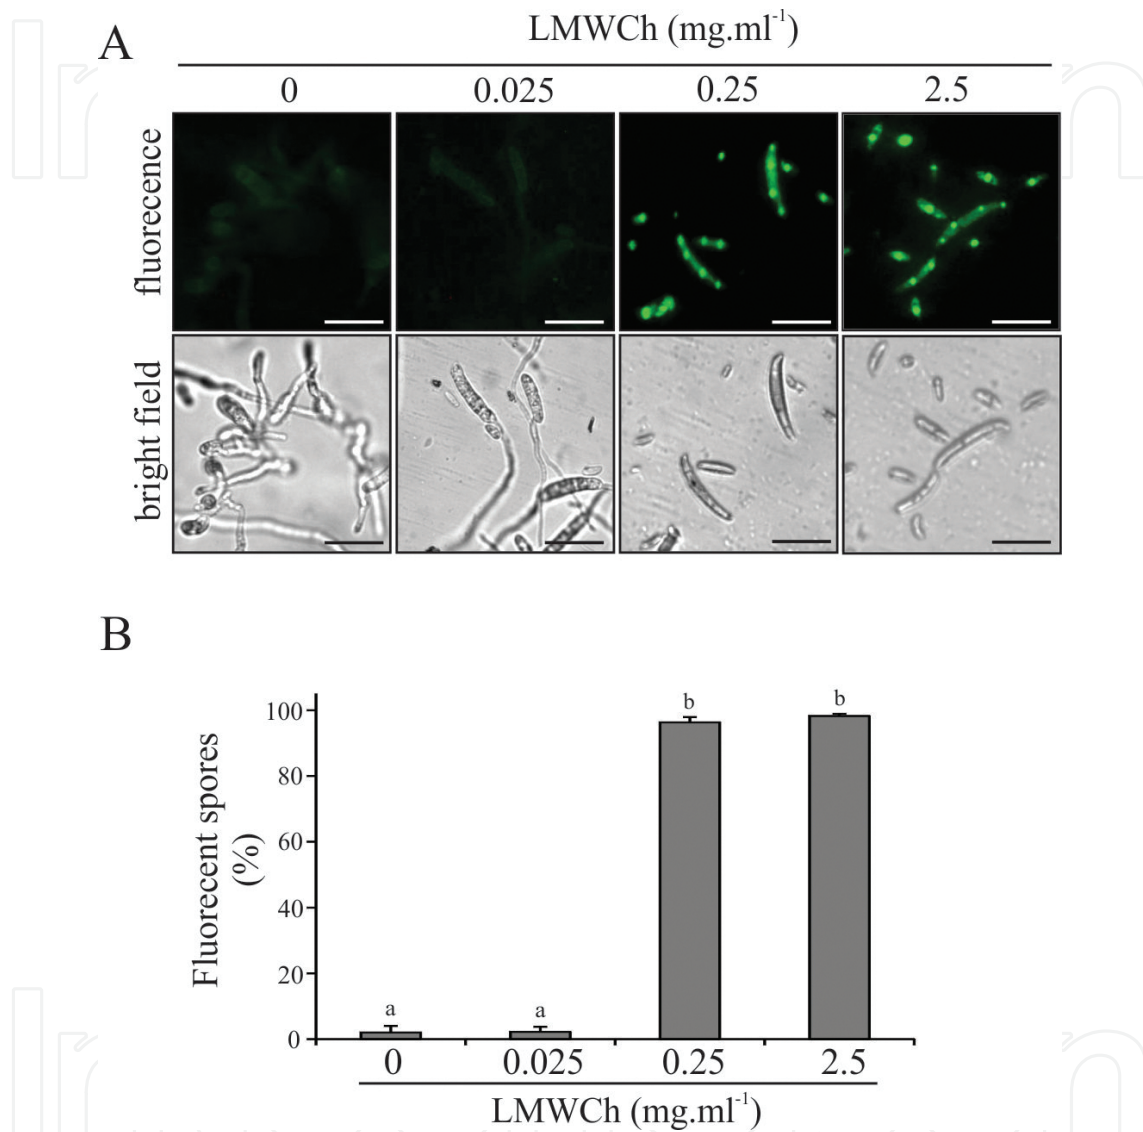 A
LMWCh (mg.ml⁻¹)
0 0.025 0.25 2.5
fluorecence
bright field
B
Fluorecent spores
(%)
100
80
60
40
20
0
a a b b
0 0.025 0.25 2.5
LMWCh (mg.ml⁻¹)